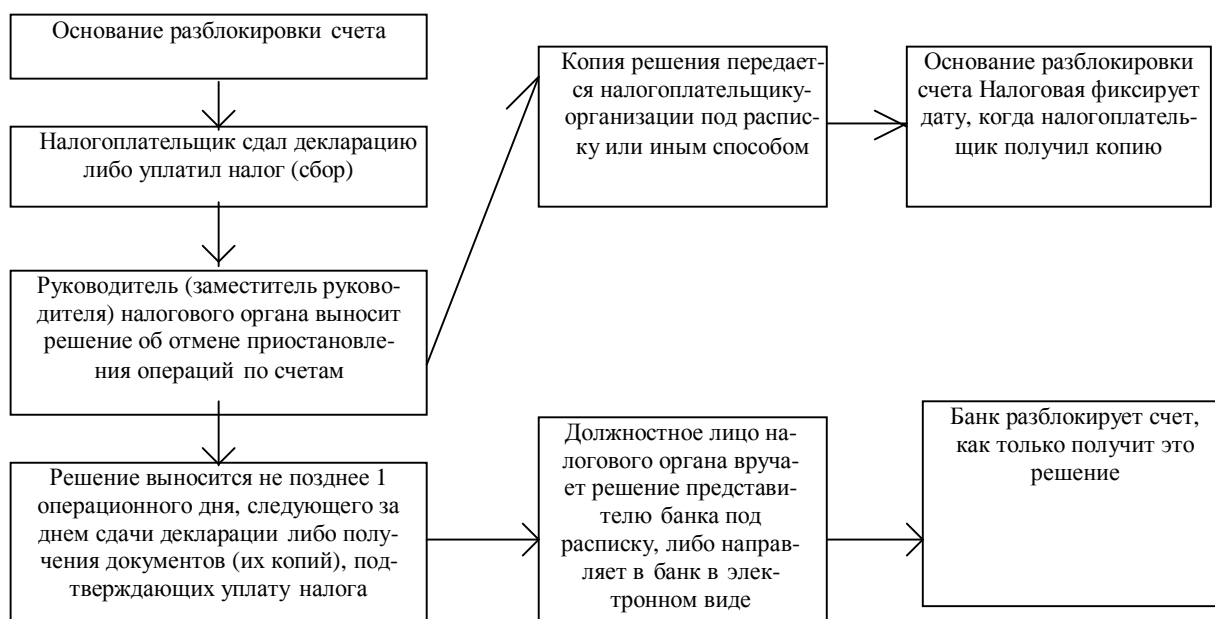 Основание разблокировки счета
Налогоплательщик сдал декларацию
либо уплатил налог (сбор)
Руководитель (заместитель руково-
дителя) налогового органа выносит
решение об отмене приостановле-
ния операций по счетам
Решение выносится не позднее 1
операционного дня, следующего за
днем сдачи декларации либо полу-
чения документов (их копий), под-
тверждающих уплату налога
Копия решения передает-
ся налогоплательщику-
организации под распис-
ку или иным способом
Основание разблокировки
счета Налоговая фиксирует
дату, когда налогоплатель-
щик получил копию
Должностное лицо на-
логового органа вруча-
ет решение представи-
телю банка под
расписку, либо направ-
ляет в банк в элек-
тронном виде
Банк разблокирует счет,
как только получит это
решение